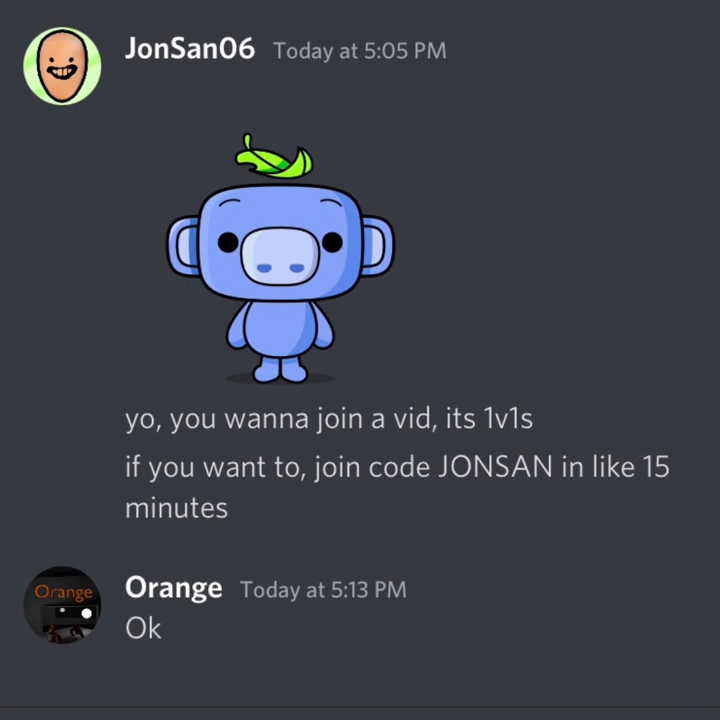 JonSan06 Today at 5:05 PM
yo, you wanna join a vid, its 1v1s
if you want to, join code JONSAN in like 15
minutes
Orange
Orange Today at 5:13 PM
Ok